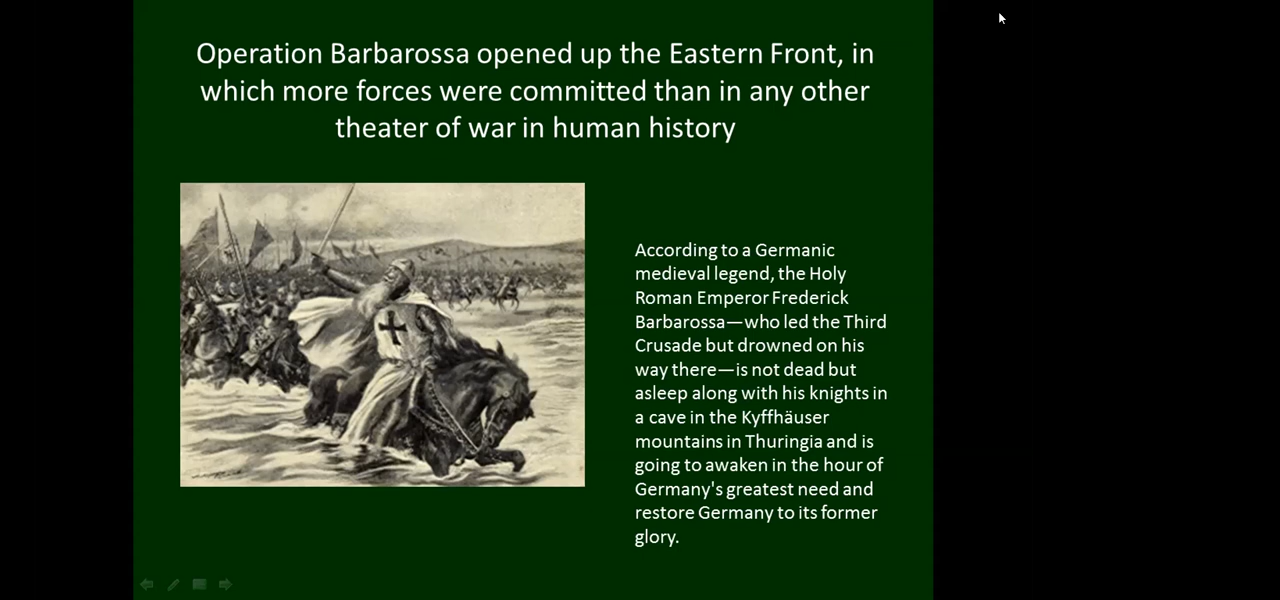 Operation Barbarossa opened up the Eastern Front, in
which more forces were committed than in any other
theater of war in human history
According to a Germanic
medieval legend, the Holy
Roman Emperor Frederick
Barbarossa—who led the Third
Crusade but drowned on his
way there—is not dead but
asleep along with his knights in
a cave in the Kyffhäuser
mountains in Thuringia and is
going to awaken in the hour of
Germany's greatest need and
restore Germany to its former
glory.